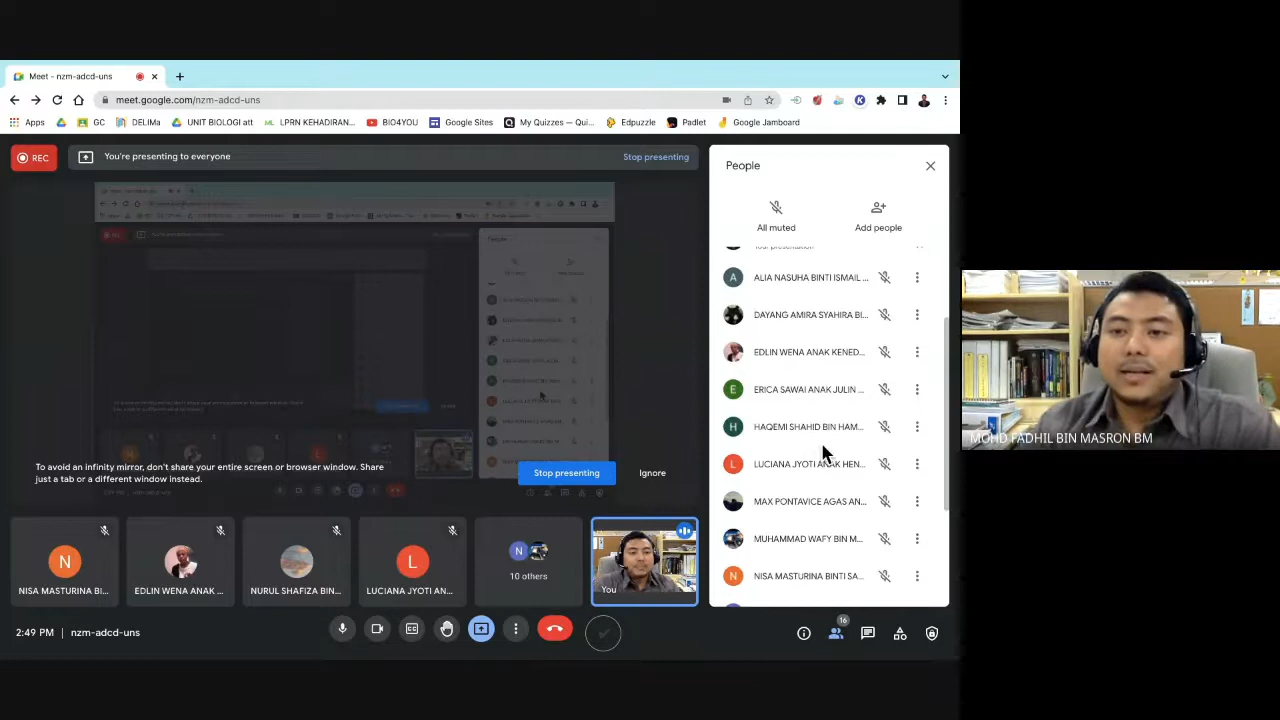 Meet - nzm-adcd-uns
meet.google.com/nzm-adcd-uns
Apps GC DELIMa UNIT BIOLOGI att LPRN KEHADIRAN... BIO4YOU Google Sites My Quizzes — Qui... Edpuzzle Padlet Google Jamboard
REC
You're presenting to everyone
Stop presenting
People
All muted
Add people
Your presentation
ALIA NASUHA BINTI ISMAIL ...
DAYANG AMIRA SYAHIRA BI...
EDLIN WENA ANAK KENED...
ERICA SAWAI ANAK JULIN ...
HAQEMI SHAHID BIN HAM...
LUCIANA JYOTI ANAK HEN...
MAX PONTAVICE AGAS AN...
MUHAMMAD WAFY BIN M...
NISA MASTURINA BINTI SA...
A
E
H
L
N
To avoid an infinity mirror, don't share your entire screen or browser window. Share
just a tab or a different window instead.
Stop presenting
Ignore
N
L
N
NISA MASTURINA BI...
EDLIN WENA ANAK ...
NURUL SHAFIZA BIN...
LUCIANA JYOTI AN...
10 others
You
2:49 PM | nzm-adcd-uns
16
MOHD FADHIL BIN MASRON BM